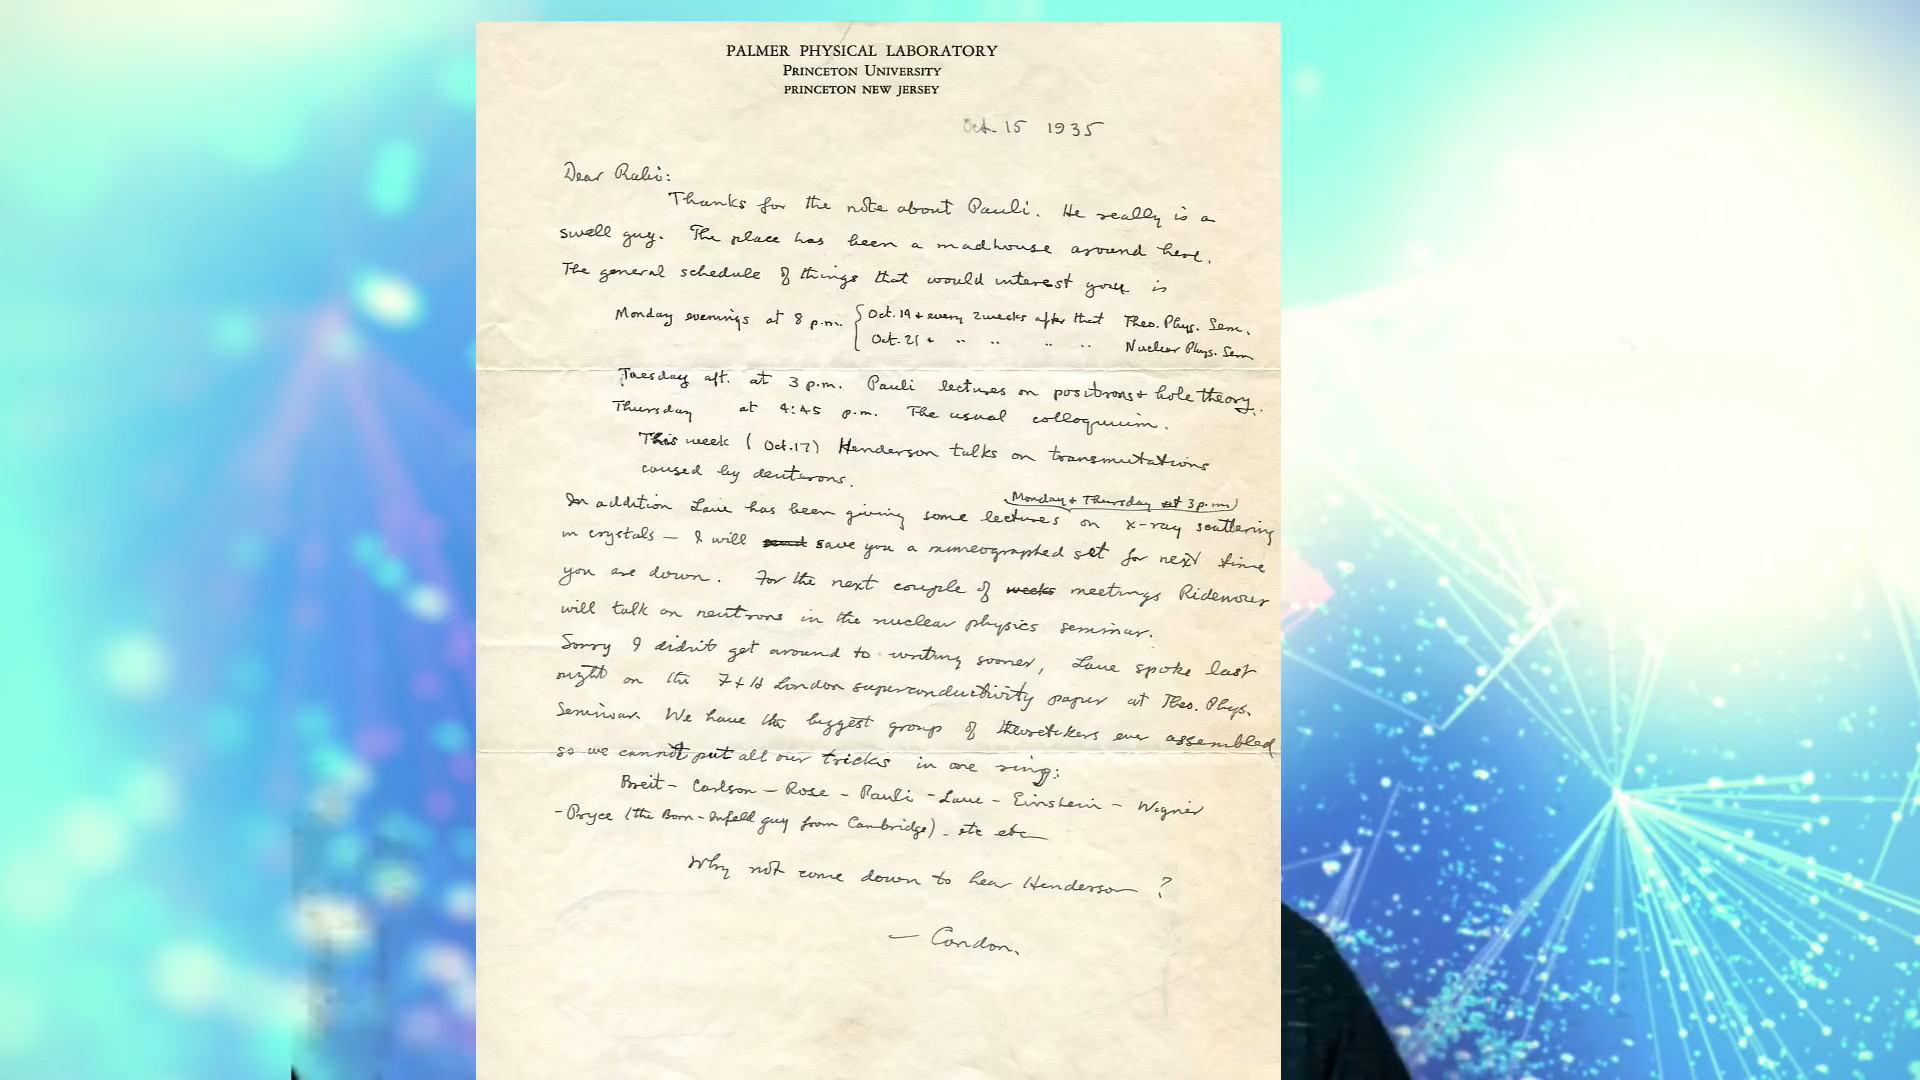 PALMER PHYSICAL LABORATORY
PRINCETON UNIVERSITY
PRINCETON NEW JERSEY
Oct. 15 1935
Dear Rabi:
Thanks for the note about Pauli. He really is a
swell guy. The place has been a madhouse around here.
The general schedule of things that would interest you is
Monday evenings at 8 p.m. { Oct. 14 + every 2 weeks after that Theo. Phys. Sem.
Oct. 21 + " " " " Nuclear Phys. Sem
Tuesday aft. at 3 p.m. Pauli lectures on positrons + hole theory.
Thursday at 4:45 p.m. The usual colloquium.
This week (Oct. 17) Henderson talks on transmutations
caused by deuterons.
Monday + Thursday at 3 p.m.
In addition Laue has been giving some lectures on x-ray scattering
in crystals — I will send save you a mimeographed set for next time
you are down. For the next couple of weeks meetings Ridenour
will talk on neutrons in the nuclear physics seminar.
Sorry I didn't get around to writing sooner, Laue spoke last
night on the F + H London superconductivity paper at Theo. Phys.
Seminar. We have the biggest group of theoretikers ever assembled
so we cannot put all our tricks in one ring:
Breit - Carlson - Rose - Pauli - Laue - Einstein - Wigner
- Pryce (the Born-Infeld guy from Cambridge) - etc etc
Why not come down to hear Henderson ?
— Condon.